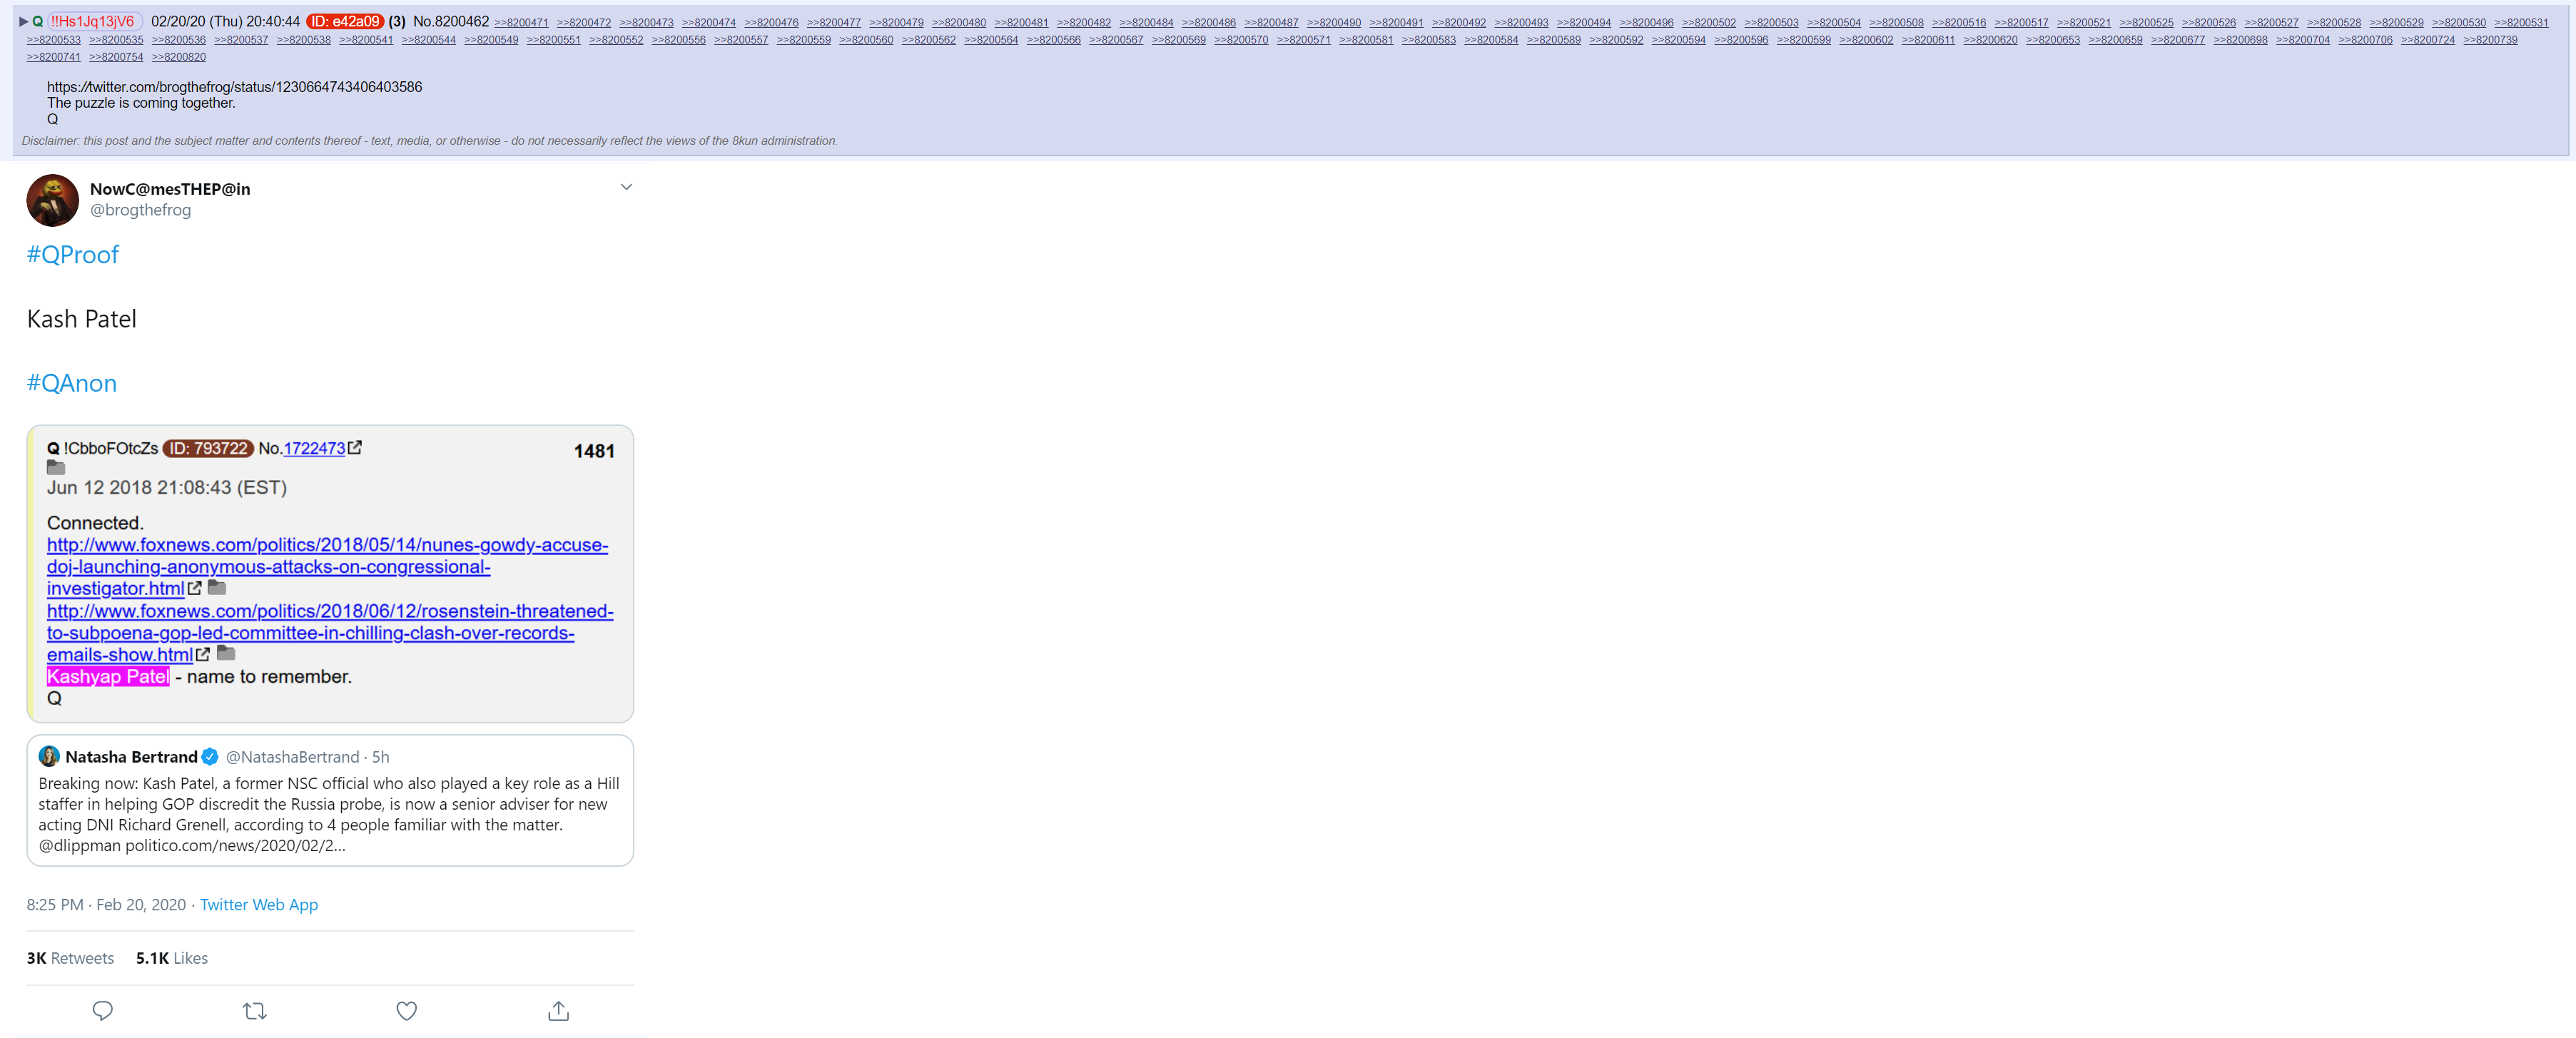 ▶Q !!Hs1Jq13jV6 02/20/20 (Thu) 20:40:44 ID: e42a09 (3) No.8200462 >>8200471 >>8200472 >>8200473 >>8200474 >>8200476 >>8200477 >>8200479 >>8200480 >>8200481 >>8200482 >>8200484 >>8200486 >>8200487 >>8200490 >>8200491 >>8200492 >>8200493 >>8200494 >>8200496 >>8200502 >>8200503 >>8200504 >>8200508 >>8200516 >>8200517 >>8200521 >>8200525 >>8200526 >>8200527 >>8200528 >>8200529 >>8200530 >>8200531
>>8200533 >>8200535 >>8200536 >>8200537 >>8200538 >>8200541 >>8200544 >>8200549 >>8200551 >>8200552 >>8200556 >>8200557 >>8200559 >>8200560 >>8200562 >>8200564 >>8200566 >>8200567 >>8200569 >>8200570 >>8200571 >>8200581 >>8200583 >>8200584 >>8200589 >>8200592 >>8200594 >>8200596 >>8200599 >>8200602 >>8200611 >>8200620 >>8200653 >>8200659 >>8200677 >>8200698 >>8200704 >>8200706 >>8200724 >>8200739
>>8200741 >>8200754 >>8200820
https://twitter.com/brogthefrog/status/1230664743406403586
The puzzle is coming together.
Q
Disclaimer: this post and the subject matter and contents thereof - text, media, or otherwise - do not necessarily reflect the views of the 8kun administration.
NowC@mesTHEP@in
@brogthefrog
#QProof
Kash Patel
#QAnon
Q !CbboFOtcZs ID: 793722 No.1722473 1481
Jun 12 2018 21:08:43 (EST)
Connected.
http://www.foxnews.com/politics/2018/05/14/nunes-gowdy-accuse-
doj-launching-anonymous-attacks-on-congressional-
investigator.html
http://www.foxnews.com/politics/2018/06/12/rosenstein-threatened-
to-subpoena-gop-led-committee-in-chilling-clash-over-records-
emails-show.html
Kashyap Patel - name to remember.
Q
Natasha Bertrand @NatashaBertrand · 5h
Breaking now: Kash Patel, a former NSC official who also played a key role as a Hill
staffer in helping GOP discredit the Russia probe, is now a senior adviser for new
acting DNI Richard Grenell, according to 4 people familiar with the matter.
@dlippman politico.com/news/2020/02/2...
8:25 PM · Feb 20, 2020 · Twitter Web App
3K Retweets 5.1K Likes